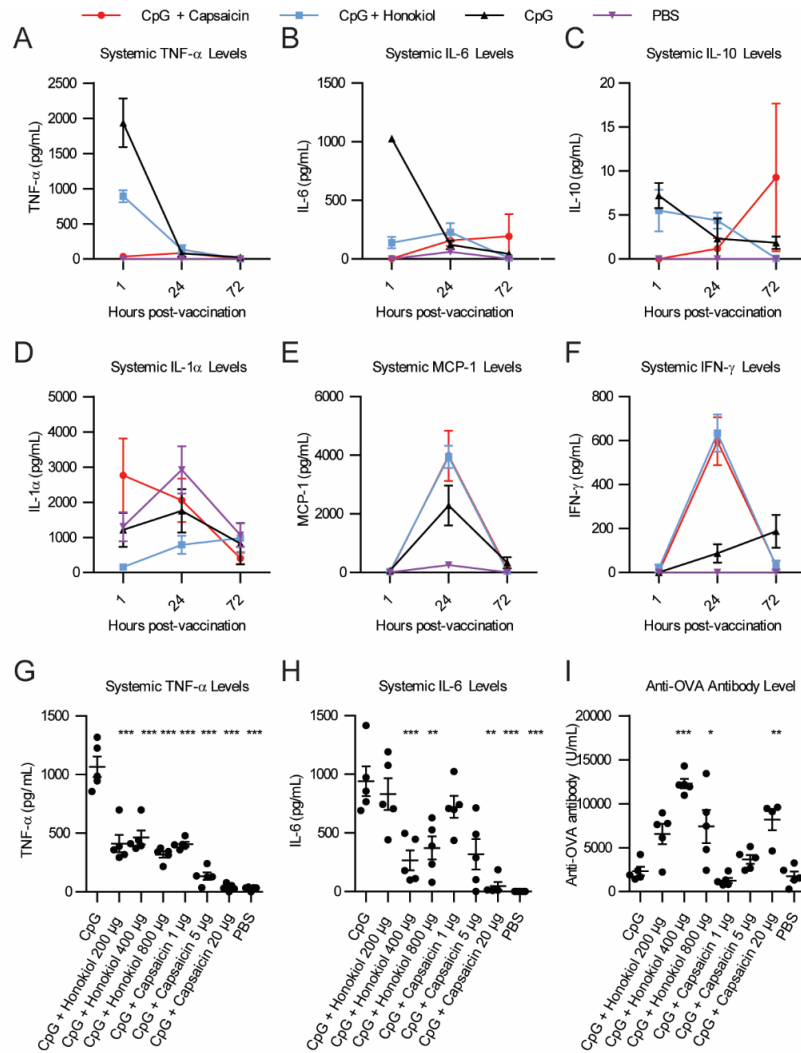 CpG + Capsaicin CpG + Honokiol CpG PBS
A B C
Systemic TNF-α Levels Systemic IL-6 Levels Systemic IL-10 Levels
TNF-α (pg/mL)
2500
2000
1500
1000
500
0
1 24 72
Hours post-vaccination
IL-6 (pg/mL)
1500
1000
500
0
1 24 72
Hours post-vaccination
IL-10 (pg/mL)
20
15
10
5
0
1 24 72
Hours post-vaccination
D E F
Systemic IL-1α Levels Systemic MCP-1 Levels Systemic IFN-γ Levels
IL-1α (pg/mL)
5000
4000
3000
2000
1000
0
1 24 72
Hours post-vaccination
MCP-1 (pg/mL)
6000
4000
2000
0
1 24 72
Hours post-vaccination
IFN-γ (pg/mL)
800
600
400
200
0
1 24 72
Hours post-vaccination
G H I
Systemic TNF-α Levels Systemic IL-6 Levels Anti-OVA Antibody Level
TNF-α (pg/mL)
1500
1000
500
0
*** *** *** *** *** *** ***
CpG
CpG + Honokiol 200 µg
CpG + Honokiol 400 µg
CpG + Honokiol 800 µg
CpG + Capsaicin 1 µg
CpG + Capsaicin 5 µg
CpG + Capsaicin 20 µg
PBS
IL-6 (pg/mL)
1500
1000
500
0
*** ** ** *** ***
CpG
CpG + Honokiol 200 µg
CpG + Honokiol 400 µg
CpG + Honokiol 800 µg
CpG + Capsaicin 1 µg
CpG + Capsaicin 5 µg
CpG + Capsaicin 20 µg
PBS
Anti-OVA antibody (U/mL)
20000
15000
10000
5000
0
*** * **
CpG
CpG + Honokiol 200 µg
CpG + Honokiol 400 µg
CpG + Honokiol 800 µg
CpG + Capsaicin 1 µg
CpG + Capsaicin 5 µg
CpG + Capsaicin 20 µg
PBS